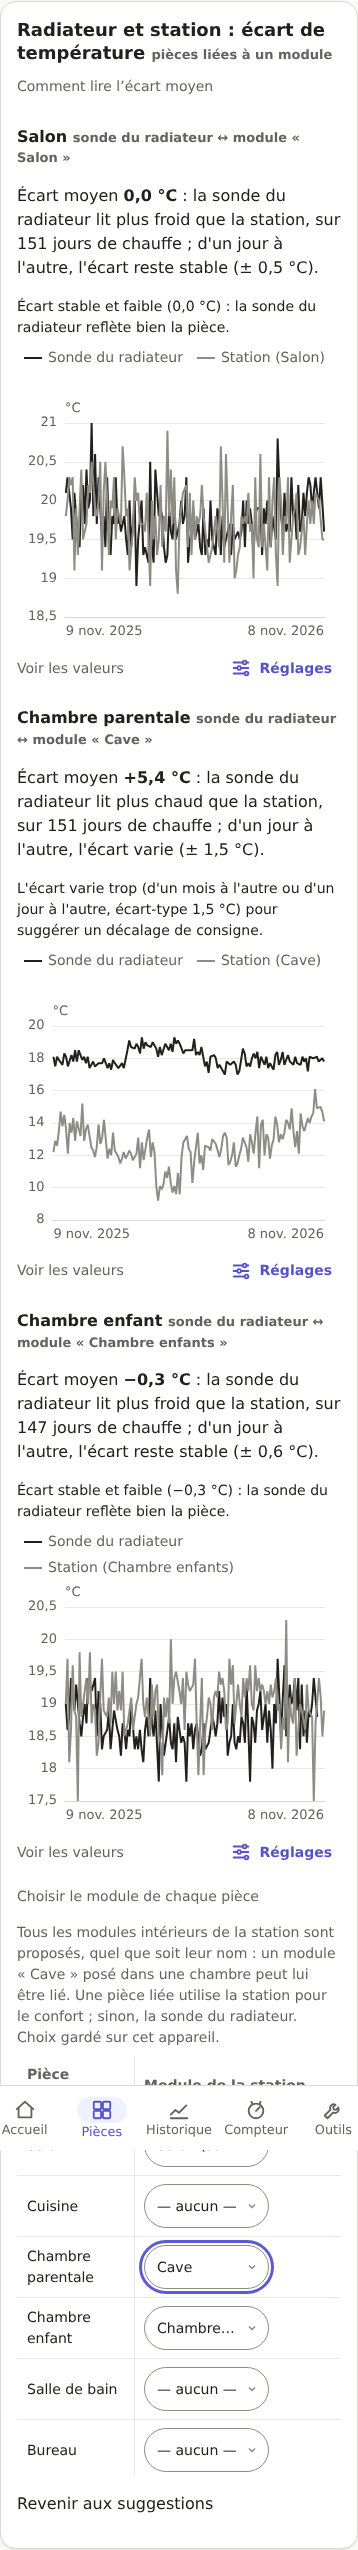 Radiateur et station : écart de
température pièces liées à un module
Comment lire l’écart moyen
Salon sonde du radiateur ↔ module «
Salon »
Écart moyen 0,0 °C : la sonde du
radiateur lit plus froid que la station, sur
151 jours de chauffe ; d'un jour à
l'autre, l'écart reste stable (± 0,5 °C).
Écart stable et faible (0,0 °C) : la sonde du
radiateur reflète bien la pièce.
Sonde du radiateur Station (Salon)
°C
21
20,5
20
19,5
19
18,5
9 nov. 2025 8 nov. 2026
Voir les valeurs Réglages
Chambre parentale sonde du radiateur
↔ module « Cave »
Écart moyen +5,4 °C : la sonde du
radiateur lit plus chaud que la station,
sur 151 jours de chauffe ; d'un jour à
l'autre, l'écart varie (± 1,5 °C).
L'écart varie trop (d'un mois à l'autre ou d'un
jour à l'autre, écart-type 1,5 °C) pour
suggérer un décalage de consigne.
Sonde du radiateur Station (Cave)
°C
20
18
16
14
12
10
8
9 nov. 2025 8 nov. 2026
Voir les valeurs Réglages
Chambre enfant sonde du radiateur ↔
module « Chambre enfants »
Écart moyen −0,3 °C : la sonde du
radiateur lit plus froid que la station, sur
147 jours de chauffe ; d'un jour à
l'autre, l'écart reste stable (± 0,6 °C).
Écart stable et faible (−0,3 °C) : la sonde du
radiateur reflète bien la pièce.
Sonde du radiateur
Station (Chambre enfants)
°C
20,5
20
19,5
19
18,5
18
17,5
9 nov. 2025 8 nov. 2026
Voir les valeurs Réglages
Choisir le module de chaque pièce
Tous les modules intérieurs de la station sont
proposés, quel que soit leur nom : un module
« Cave » posé dans une chambre peut lui
être lié. Une pièce liée utilise la station pour
le confort ; sinon, la sonde du radiateur.
Choix gardé sur cet appareil.
Pièce
Module de la station
Accueil Pièces Historique Compteur Outils
Cuisine — aucun —
Chambre
parentale Cave
Chambre
enfant Chambre…
Salle de bain — aucun —
Bureau — aucun —
Revenir aux suggestions